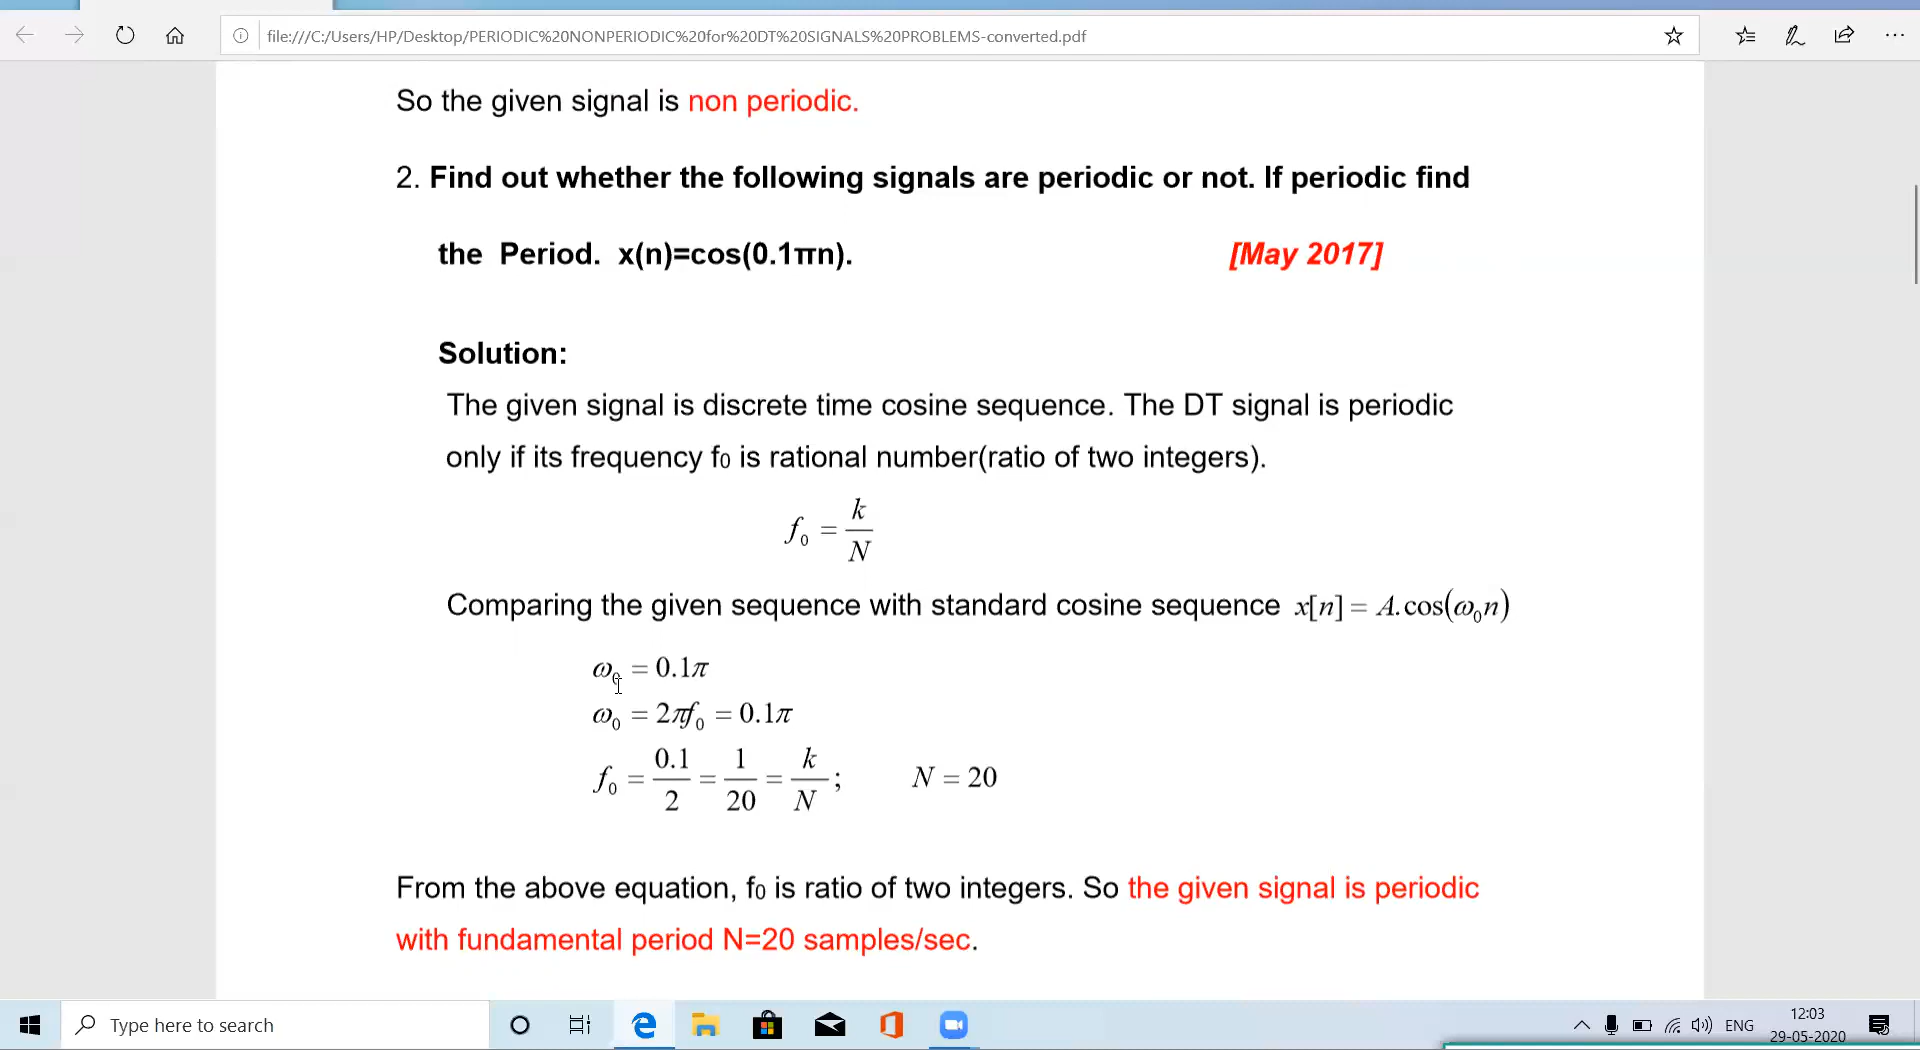 file:///C:/Users/HP/Desktop/PERIODIC%20NONPERIODIC%20for%20DT%20SIGNALS%20PROBLEMS-converted.pdf
So the given signal is non periodic.
2. Find out whether the following signals are periodic or not. If periodic find
the Period. x(n)=cos(0.1πn). [May 2017]
Solution:
The given signal is discrete time cosine sequence. The DT signal is periodic
only if its frequency f0 is rational number(ratio of two integers).
f₀ = k/N
Comparing the given sequence with standard cosine sequence x[n] = A.cos(ω₀n)
ω₀ = 0.1π
ω₀ = 2πf₀ = 0.1π
f₀ = 0.1/2 = 1/20 = k/N ; N = 20
From the above equation, f0 is ratio of two integers. So the given signal is periodic
with fundamental period N=20 samples/sec.
Type here to search
ENG
12:03
29-05-2020